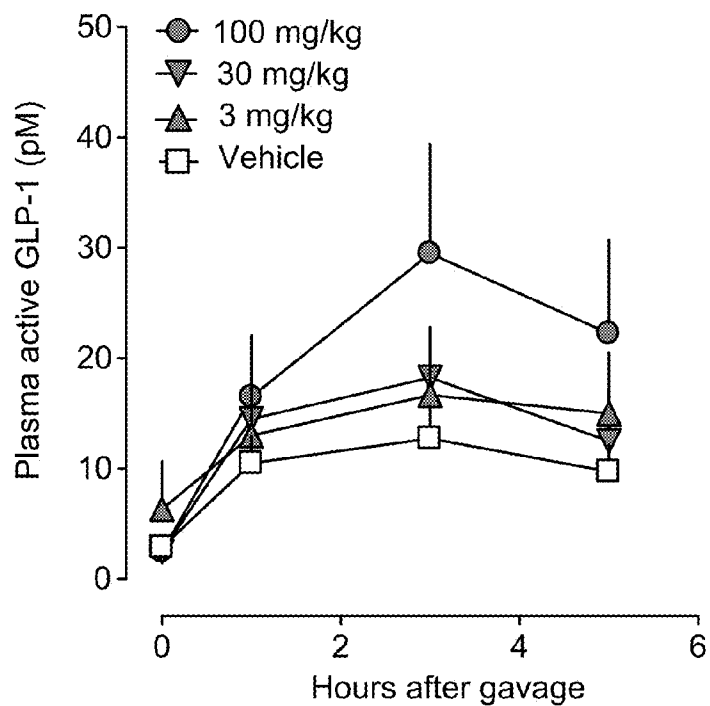 50
40
30
20
10
0
Plasma active GLP-1 (pM)
100 mg/kg
30 mg/kg
3 mg/kg
Vehicle
0 2 4 6
Hours after gavage